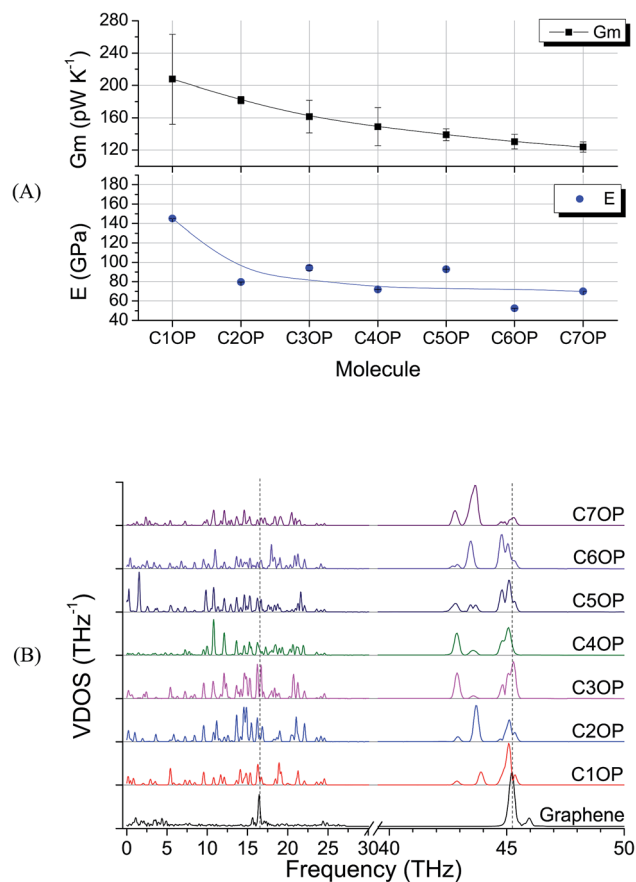 280
240
200
160
120
Gm (pW K⁻¹)
Gm
(A)
180
160
140
120
100
80
60
40
E (GPa)
E
C1OP C2OP C3OP C4OP C5OP C6OP C7OP
Molecule
(B)
VDOS (THz⁻¹)
C7OP
C6OP
C5OP
C4OP
C3OP
C2OP
C1OP
Graphene
0 5 10 15 20 25 30 40 45 50
Frequency (THz)